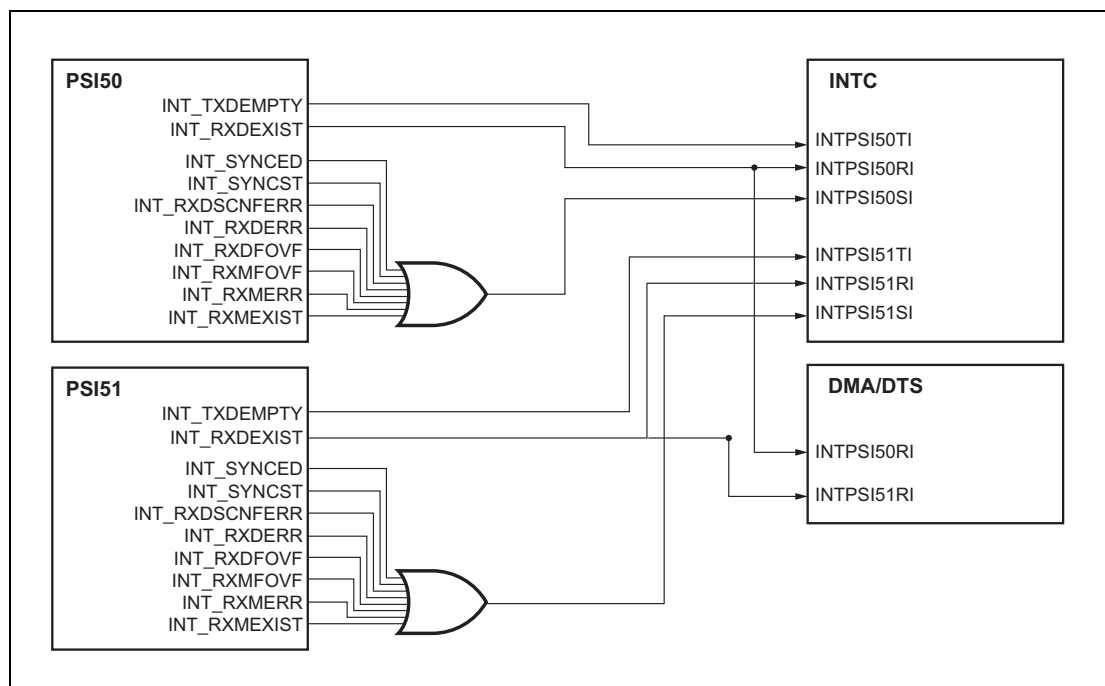 PSI50
INT_TXDEMPTY
INT_RXDEXIST
INT_SYNCED
INT_SYNCST
INT_RXDSCNFERR
INT_RXDERR
INT_RXDFOVF
INT_RXMFOVF
INT_RXMERR
INT_RXMEXIST
PSI51
INT_TXDEMPTY
INT_RXDEXIST
INT_SYNCED
INT_SYNCST
INT_RXDSCNFERR
INT_RXDERR
INT_RXDFOVF
INT_RXMFOVF
INT_RXMERR
INT_RXMEXIST
INTC
INTPSI50TI
INTPSI50RI
INTPSI50SI
INTPSI51TI
INTPSI51RI
INTPSI51SI
DMA/DTS
INTPSI50RI
INTPSI51RI